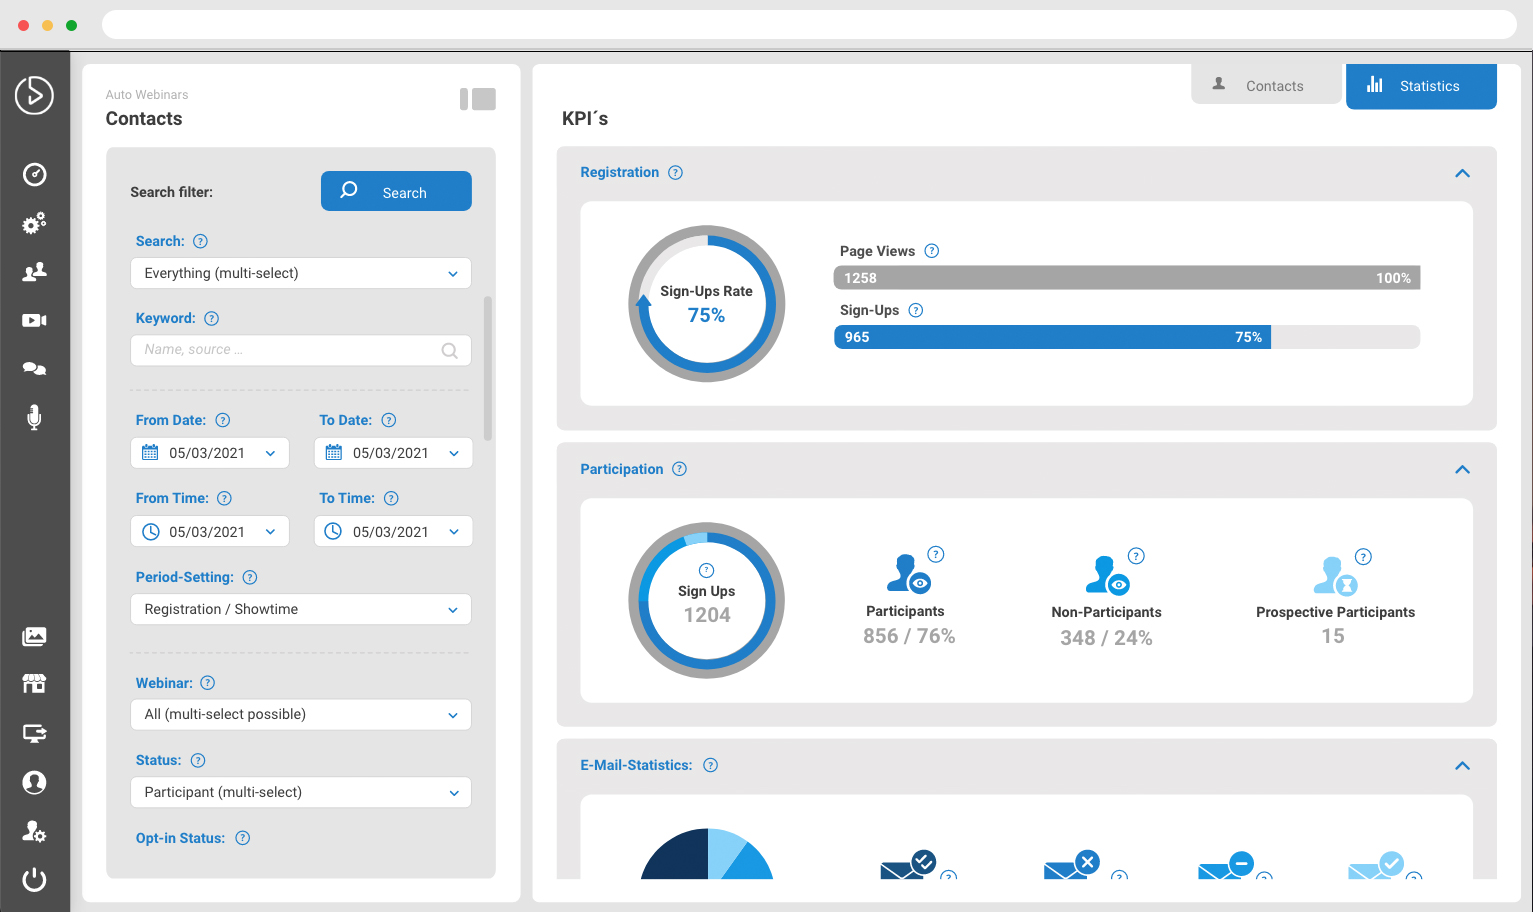 Auto Webinars
Contacts
Search filter:
Search
Search: ?
Everything (multi-select)
Keyword: ?
Name, source ...
From Date: ? To Date: ?
05/03/2021 05/03/2021
From Time: ? To Time: ?
05/03/2021 05/03/2021
Period-Setting: ?
Registration / Showtime
Webinar: ?
All (multi-select possible)
Status: ?
Participant (multi-select)
Opt-in Status: ?
Contacts
Statistics
KPI´s
Registration ?
Sign-Ups Rate
75%
Page Views ?
1258 100%
Sign-Ups ?
965 75%
Participation ?
?
Sign Ups
1204
?
Participants
856 / 76%
?
Non-Participants
348 / 24%
?
Prospective Participants
15
E-Mail-Statistics: ?
? ? ? ?